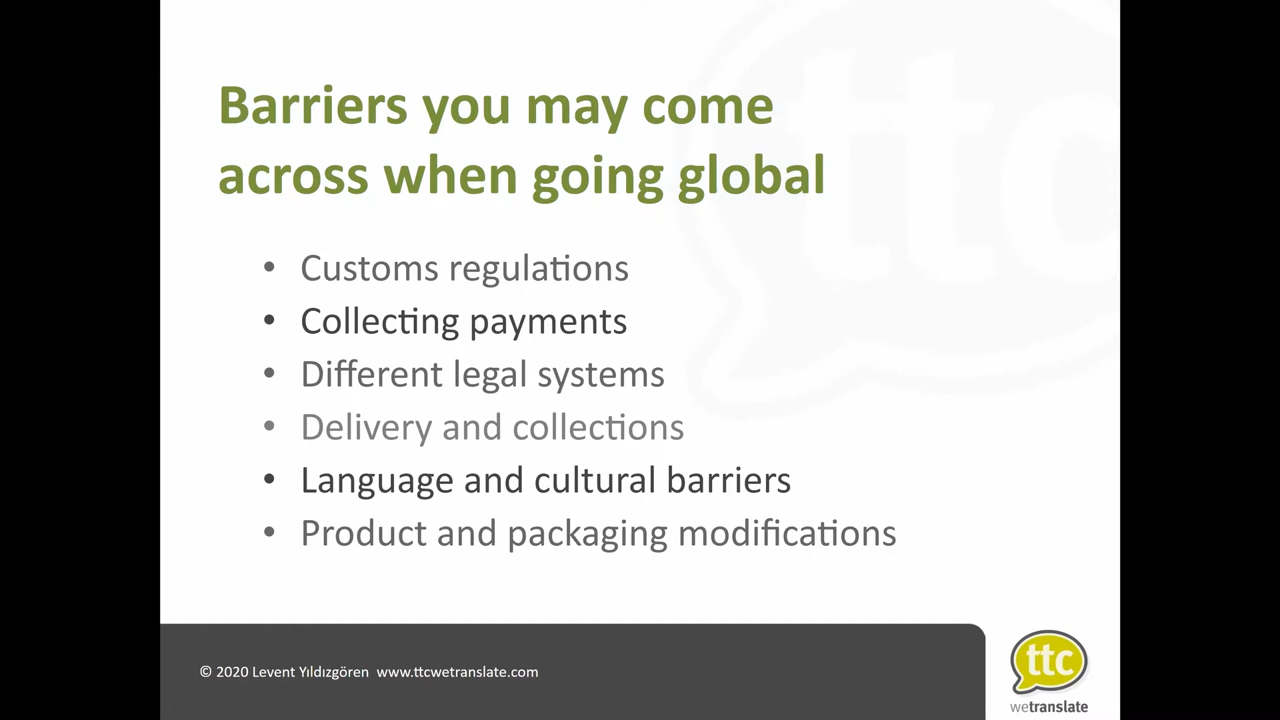 Barriers you may come
across when going global
• Customs regulations
• Collecting payments
• Different legal systems
• Delivery and collections
• Language and cultural barriers
• Product and packaging modifications
© 2020 Levent Yıldızgören www.ttcwetranslate.com
ttc
wetranslate
ttc